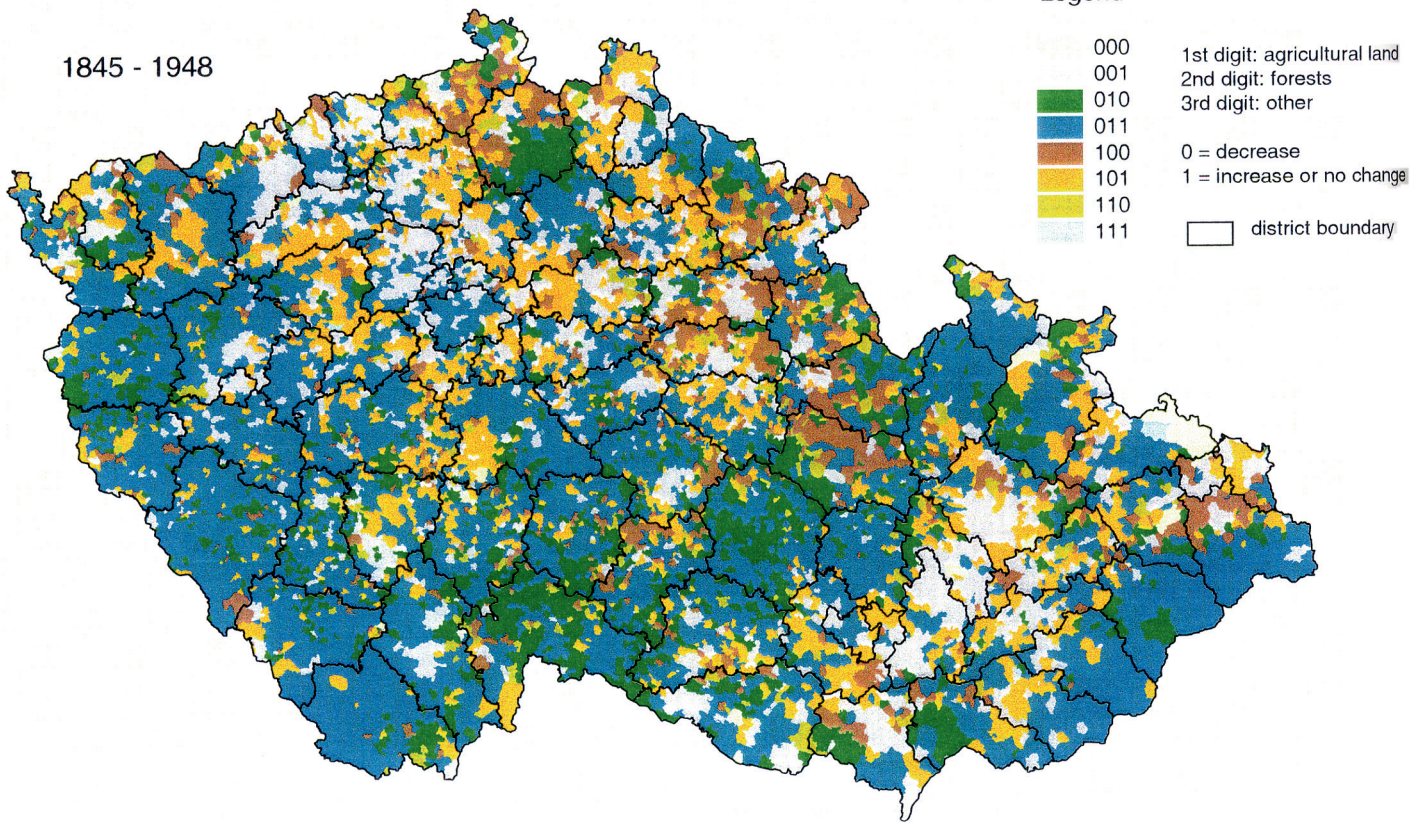 Legend
1845 - 1948
000
001
010
011
100
101
110
111
1st digit: agricultural land
2nd digit: forests
3rd digit: other
0 = decrease
1 = increase or no change
district boundary